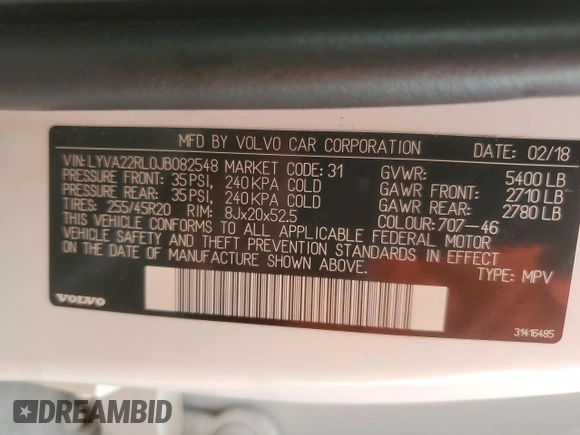 MFD BY VOLVO CAR CORPORATION DATE: 02/18
VIN: LYVA22RL0JB082548 MARKET CODE: 31 GVWR: 5400 LB
PRESSURE FRONT: 35PSI, 240KPA COLD GAWR FRONT: 2710 LB
PRESSURE REAR: 35PSI, 240KPA COLD GAWR REAR: 2780 LB
TIRES: 255/45R20 RIM: 8Jx20x52.5 COLOUR: 707-46
THIS VEHICLE CONFORMS TO ALL APPLICABLE FEDERAL MOTOR
VEHICLE SAFETY AND THEFT PREVENTION STANDARDS IN EFFECT
ON THE DATE OF MANUFACTURE SHOWN ABOVE. TYPE: MPV
VOLVO
31416485
DREAMBID